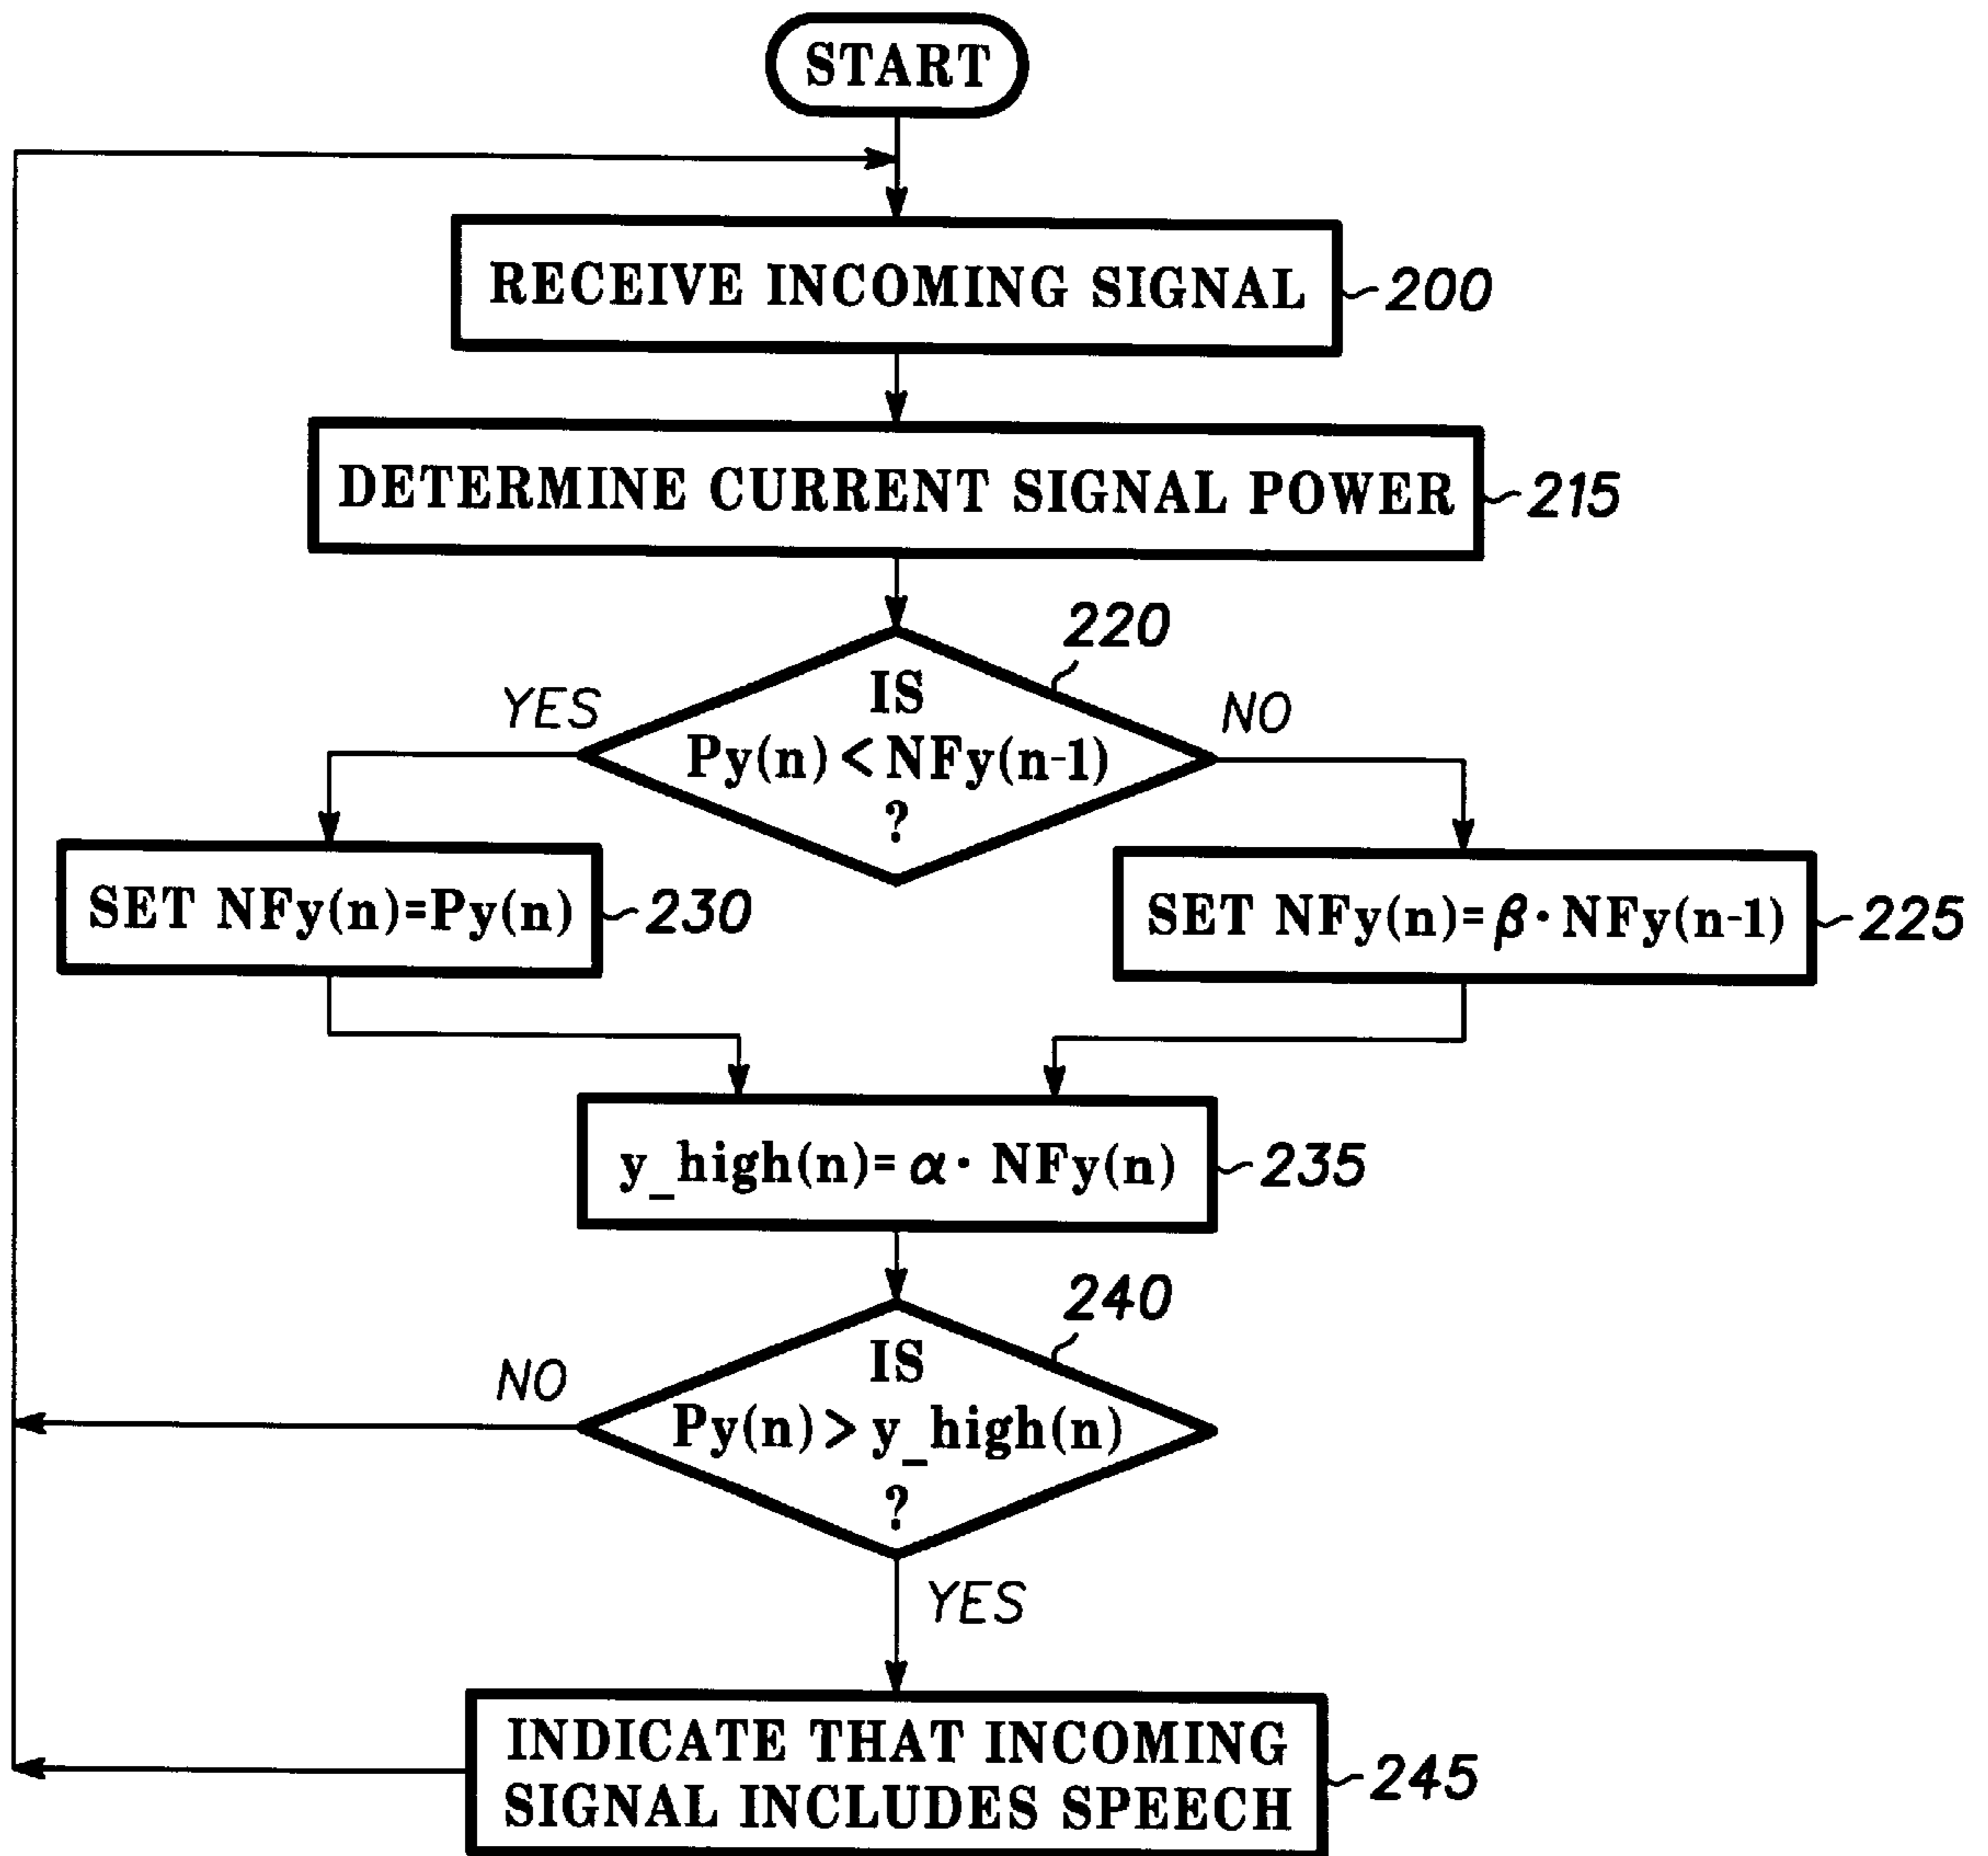 START
RECEIVE INCOMING SIGNAL
200
DETERMINE CURRENT SIGNAL POWER
215
220
IS
Py(n) < NFy(n-1)
?
YES
NO
SET NFy(n)=Py(n)
230
SET NFy(n)=β· NFy(n-1)
225
y_high(n)= α· NFy(n)
235
240
IS
Py(n) > y_high(n)
?
NO
YES
INDICATE THAT INCOMING
SIGNAL INCLUDES SPEECH
245